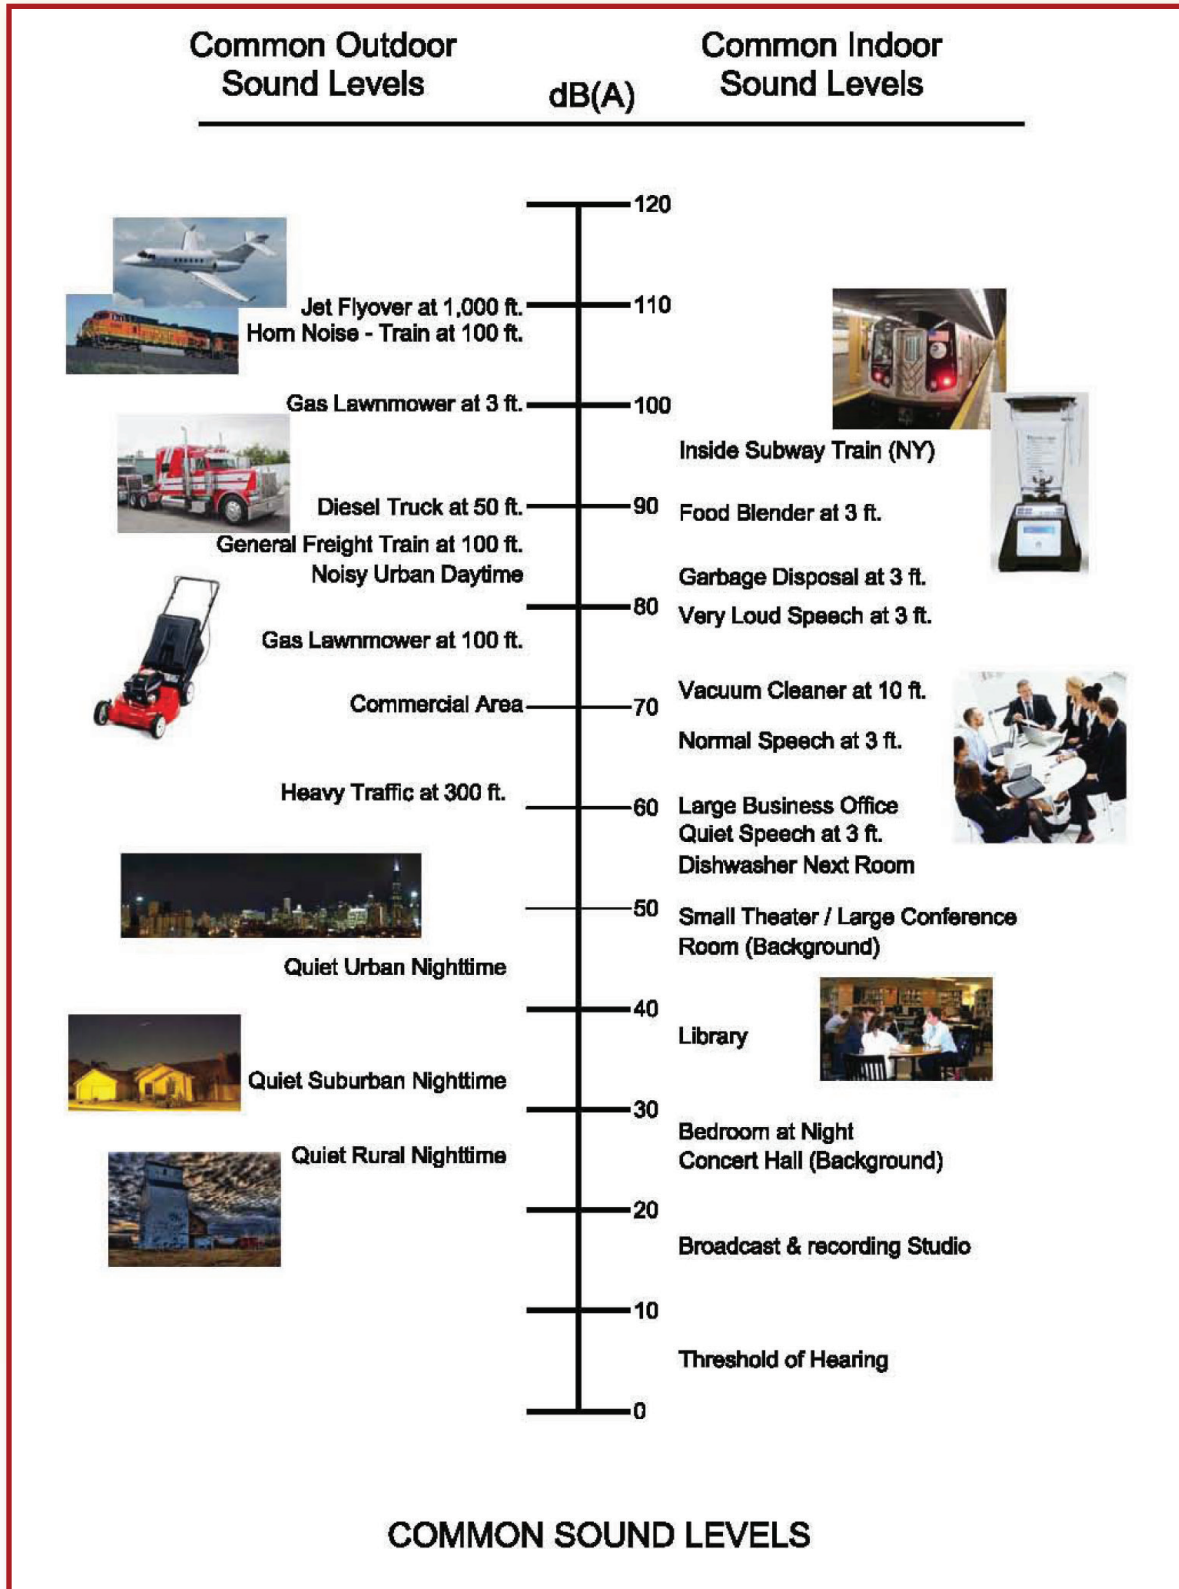 Common Outdoor
Sound Levels
dB(A)
Common Indoor
Sound Levels
120
Jet Flyover at 1,000 ft.
110
Horn Noise - Train at 100 ft.
Gas Lawnmower at 3 ft.
100
Inside Subway Train (NY)
Diesel Truck at 50 ft.
90
Food Blender at 3 ft.
General Freight Train at 100 ft.
Noisy Urban Daytime
Garbage Disposal at 3 ft.
80
Very Loud Speech at 3 ft.
Gas Lawnmower at 100 ft.
Vacuum Cleaner at 10 ft.
Commercial Area
70
Normal Speech at 3 ft.
Heavy Traffic at 300 ft.
60
Large Business Office
Quiet Speech at 3 ft.
Dishwasher Next Room
50
Small Theater / Large Conference
Room (Background)
Quiet Urban Nighttime
40
Library
Quiet Suburban Nighttime
30
Bedroom at Night
Quiet Rural Nighttime
Concert Hall (Background)
20
Broadcast & recording Studio
10
Threshold of Hearing
0
COMMON SOUND LEVELS